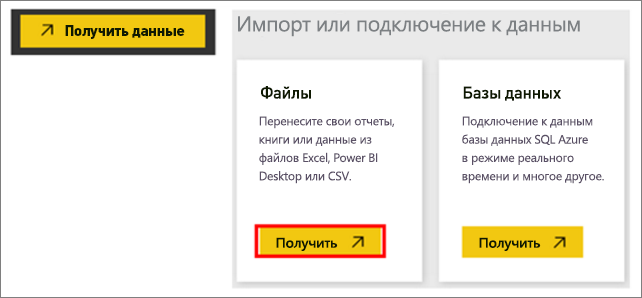 Получить данные
Импорт или подключение к данным
Файлы
Перенесите свои отчеты,
книги или данные из
файлов Excel, Power BI
Desktop или CSV.
Получить
Базы данных
Подключение к данным
базы данных SQL Azure
в режиме реального
времени и многое другое.
Получить